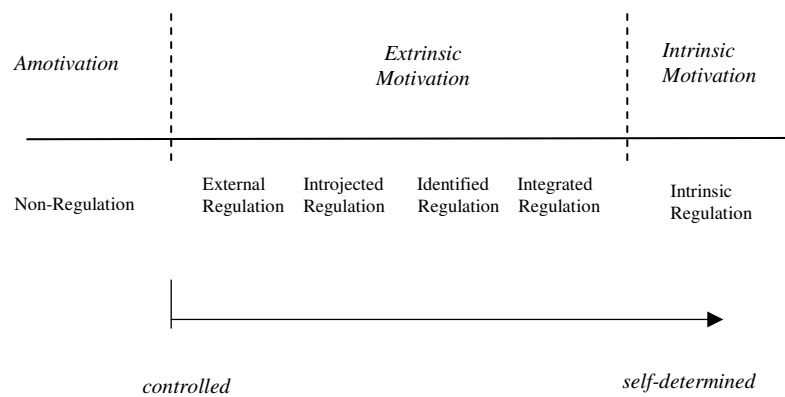 Amotivation
Extrinsic
Motivation
Intrinsic
Motivation
Non-Regulation
External
Regulation
Introjected
Regulation
Identified
Regulation
Integrated
Regulation
Intrinsic
Regulation
controlled
self-determined